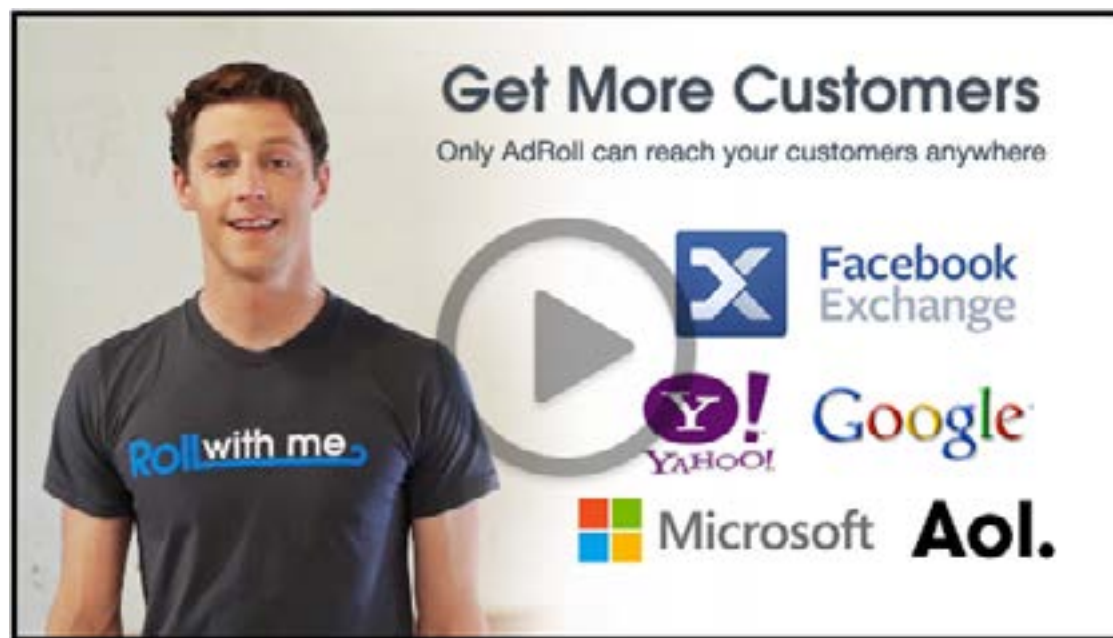 Get More Customers
Only AdRoll can reach your customers anywhere
Facebook
Exchange
Y!
YAHOO!
Google
Microsoft
Aol.
Roll with me